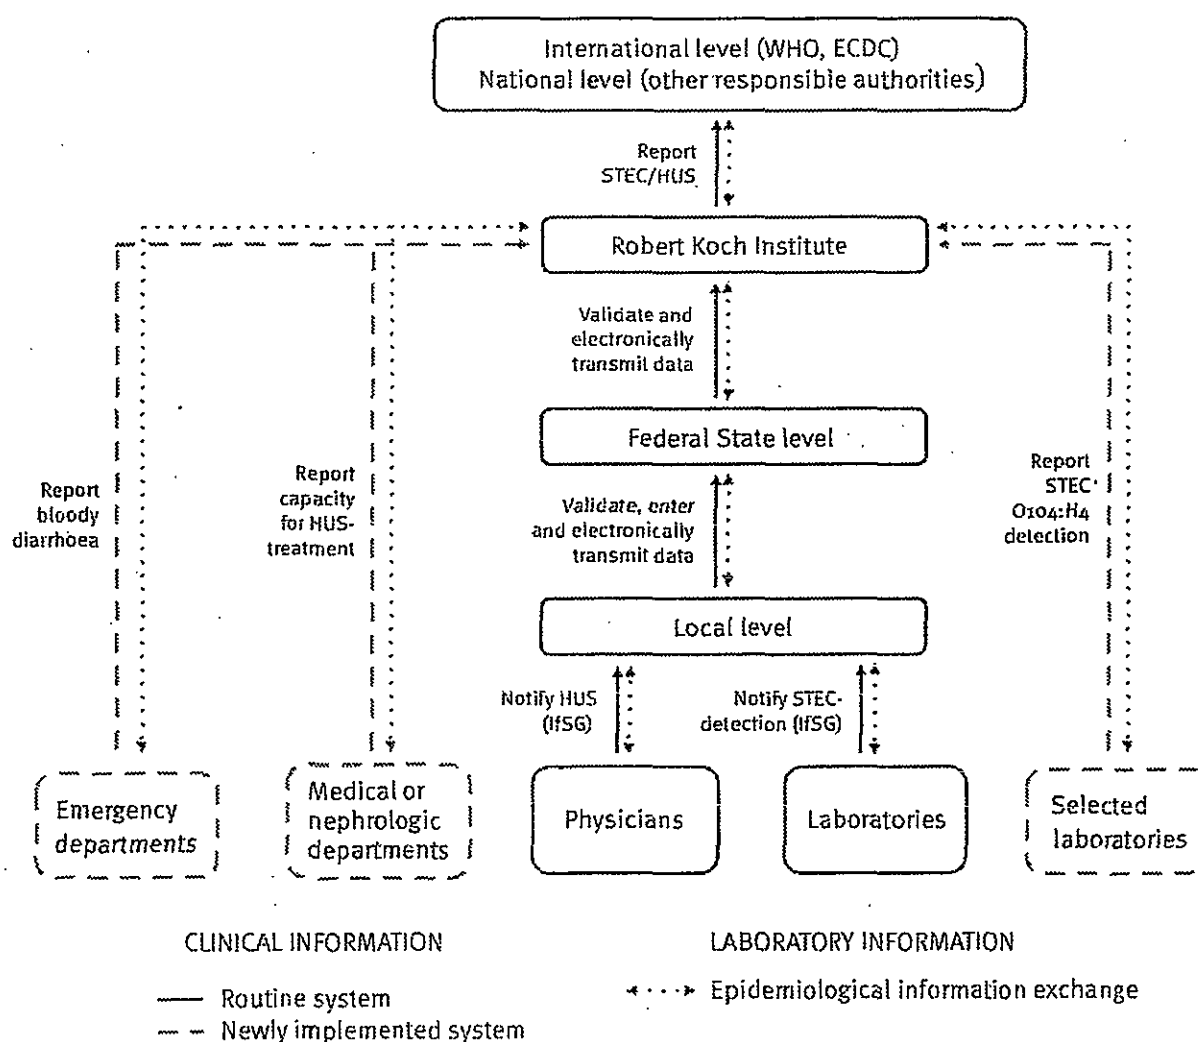 International level (WHO, ECDC)
National level (other responsible authorities)
Report
STEC/HUS
Robert Koch Institute
Validate and
electronically
transmit data
Federal State level
Report
bloody
diarrhoea
Report
capacity
for HUS-
treatment
Validate, enter
and electronically
transmit data
Report
STEC
O104:H4
detection
Local level
Notify HUS
(IfSG)
Notify STEC-
detection (IfSG)
Emergency
departments
Medical or
nephrologic
departments
Physicians
Laboratories
Selected
laboratories
CLINICAL INFORMATION
LABORATORY INFORMATION
Routine system
Epidemiological information exchange
Newly implemented system